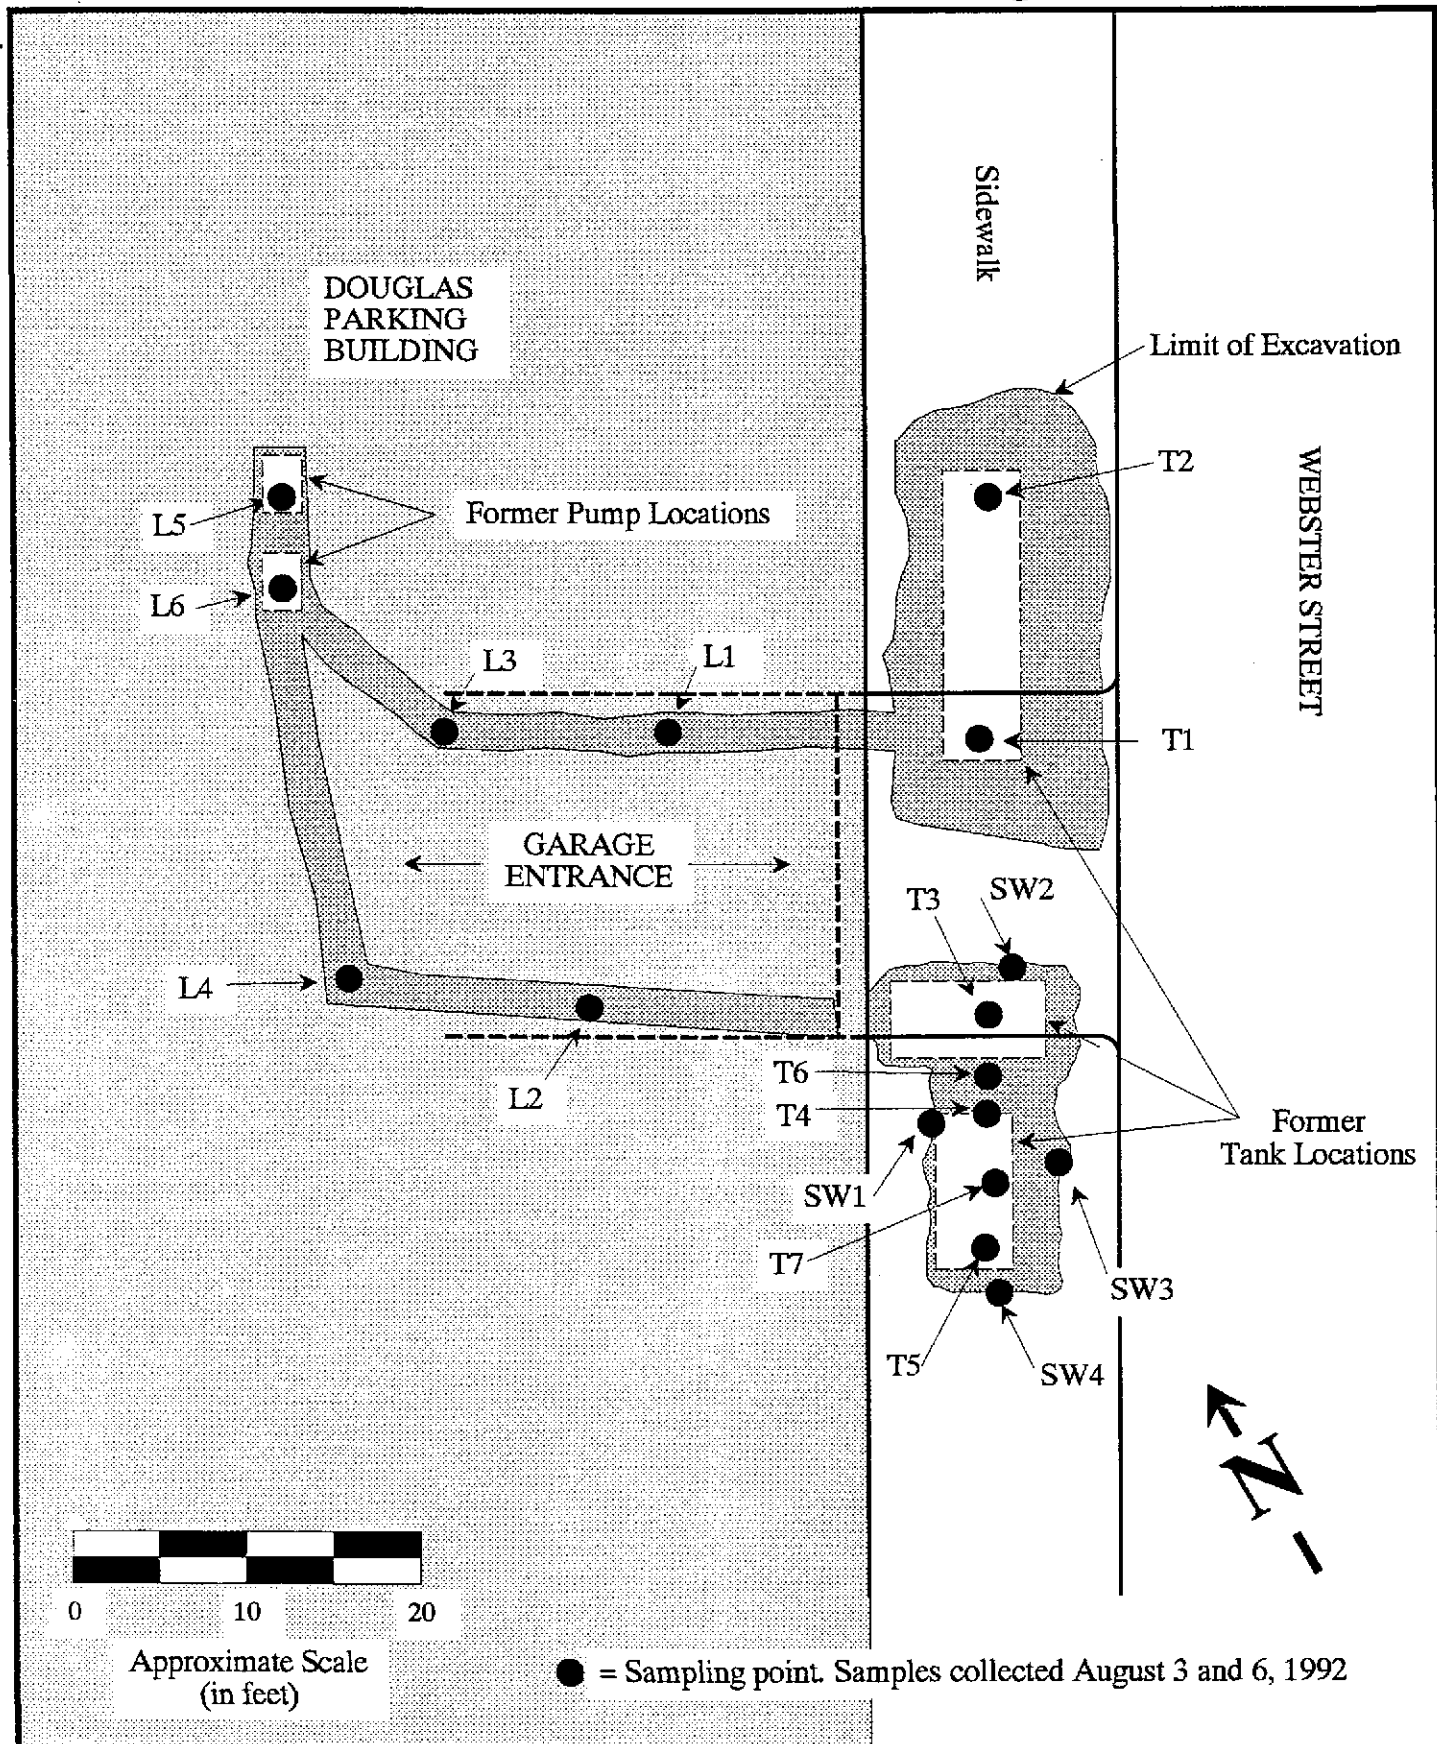 Sidewalk
DOUGLAS
PARKING
BUILDING
Limit of Excavation
T2
WEBSTER STREET
Former Pump Locations
L5
L6
L3
L1
T1
GARAGE
ENTRANCE
T3
SW2
L4
L2
T6
T4
Former
Tank Locations
SW1
T7
SW3
T5
SW4
N
0 10 20
Approximate Scale
(in feet)
= Sampling point. Samples collected August 3 and 6, 1992